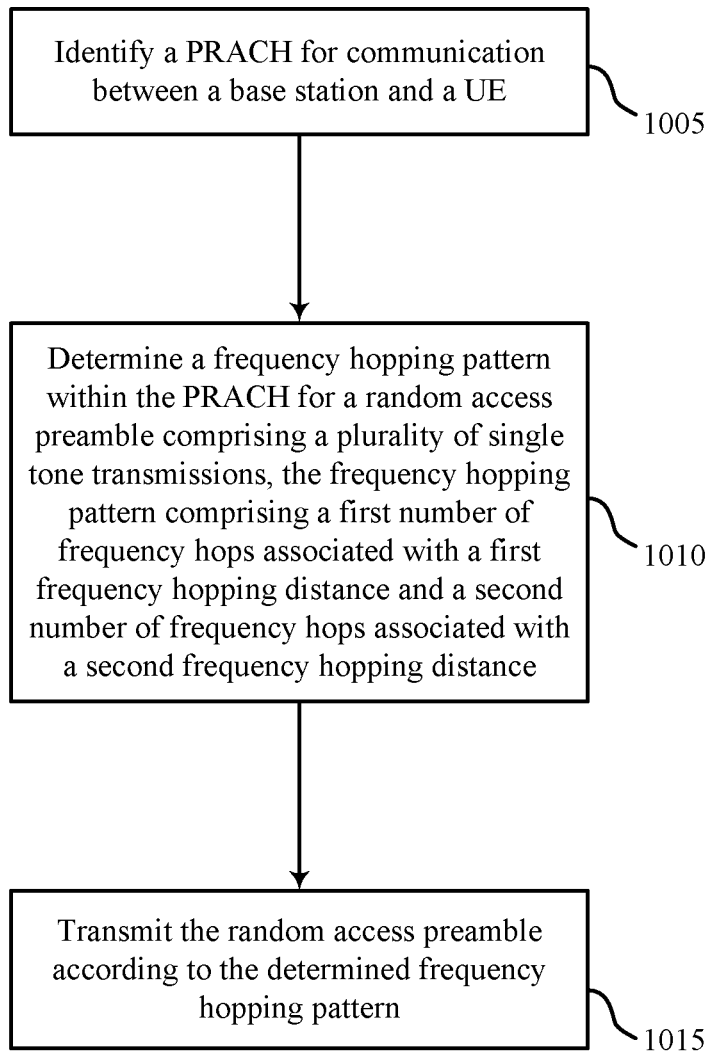 Identify a PRACH for communication
between a base station and a UE
1005
Determine a frequency hopping pattern
within the PRACH for a random access
preamble comprising a plurality of single
tone transmissions, the frequency hopping
pattern comprising a first number of
frequency hops associated with a first
frequency hopping distance and a second
number of frequency hops associated with
a second frequency hopping distance
1010
Transmit the random access preamble
according to the determined frequency
hopping pattern
1015